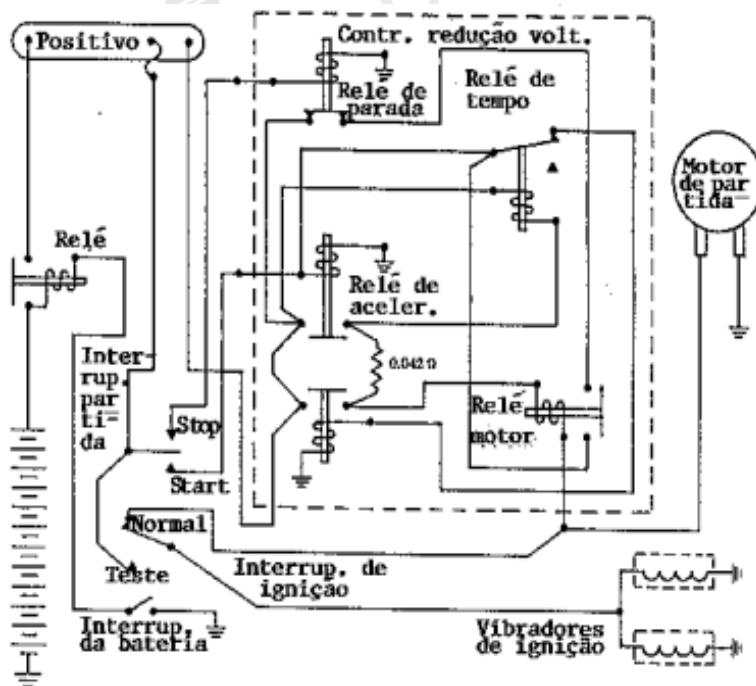 Positivo
Contr. redução volt.
Relé de
parada
Relé de
tempo
Motor
de par
tida
Relé
Relé de
aceler.
Inter-
rup.
par
ti-
da
0.042Ω
Stop
Relé
motor
Start
Normal
Teste
Interrup. de
ignição
Interrup.
da bateria
Vibradores
de ignição